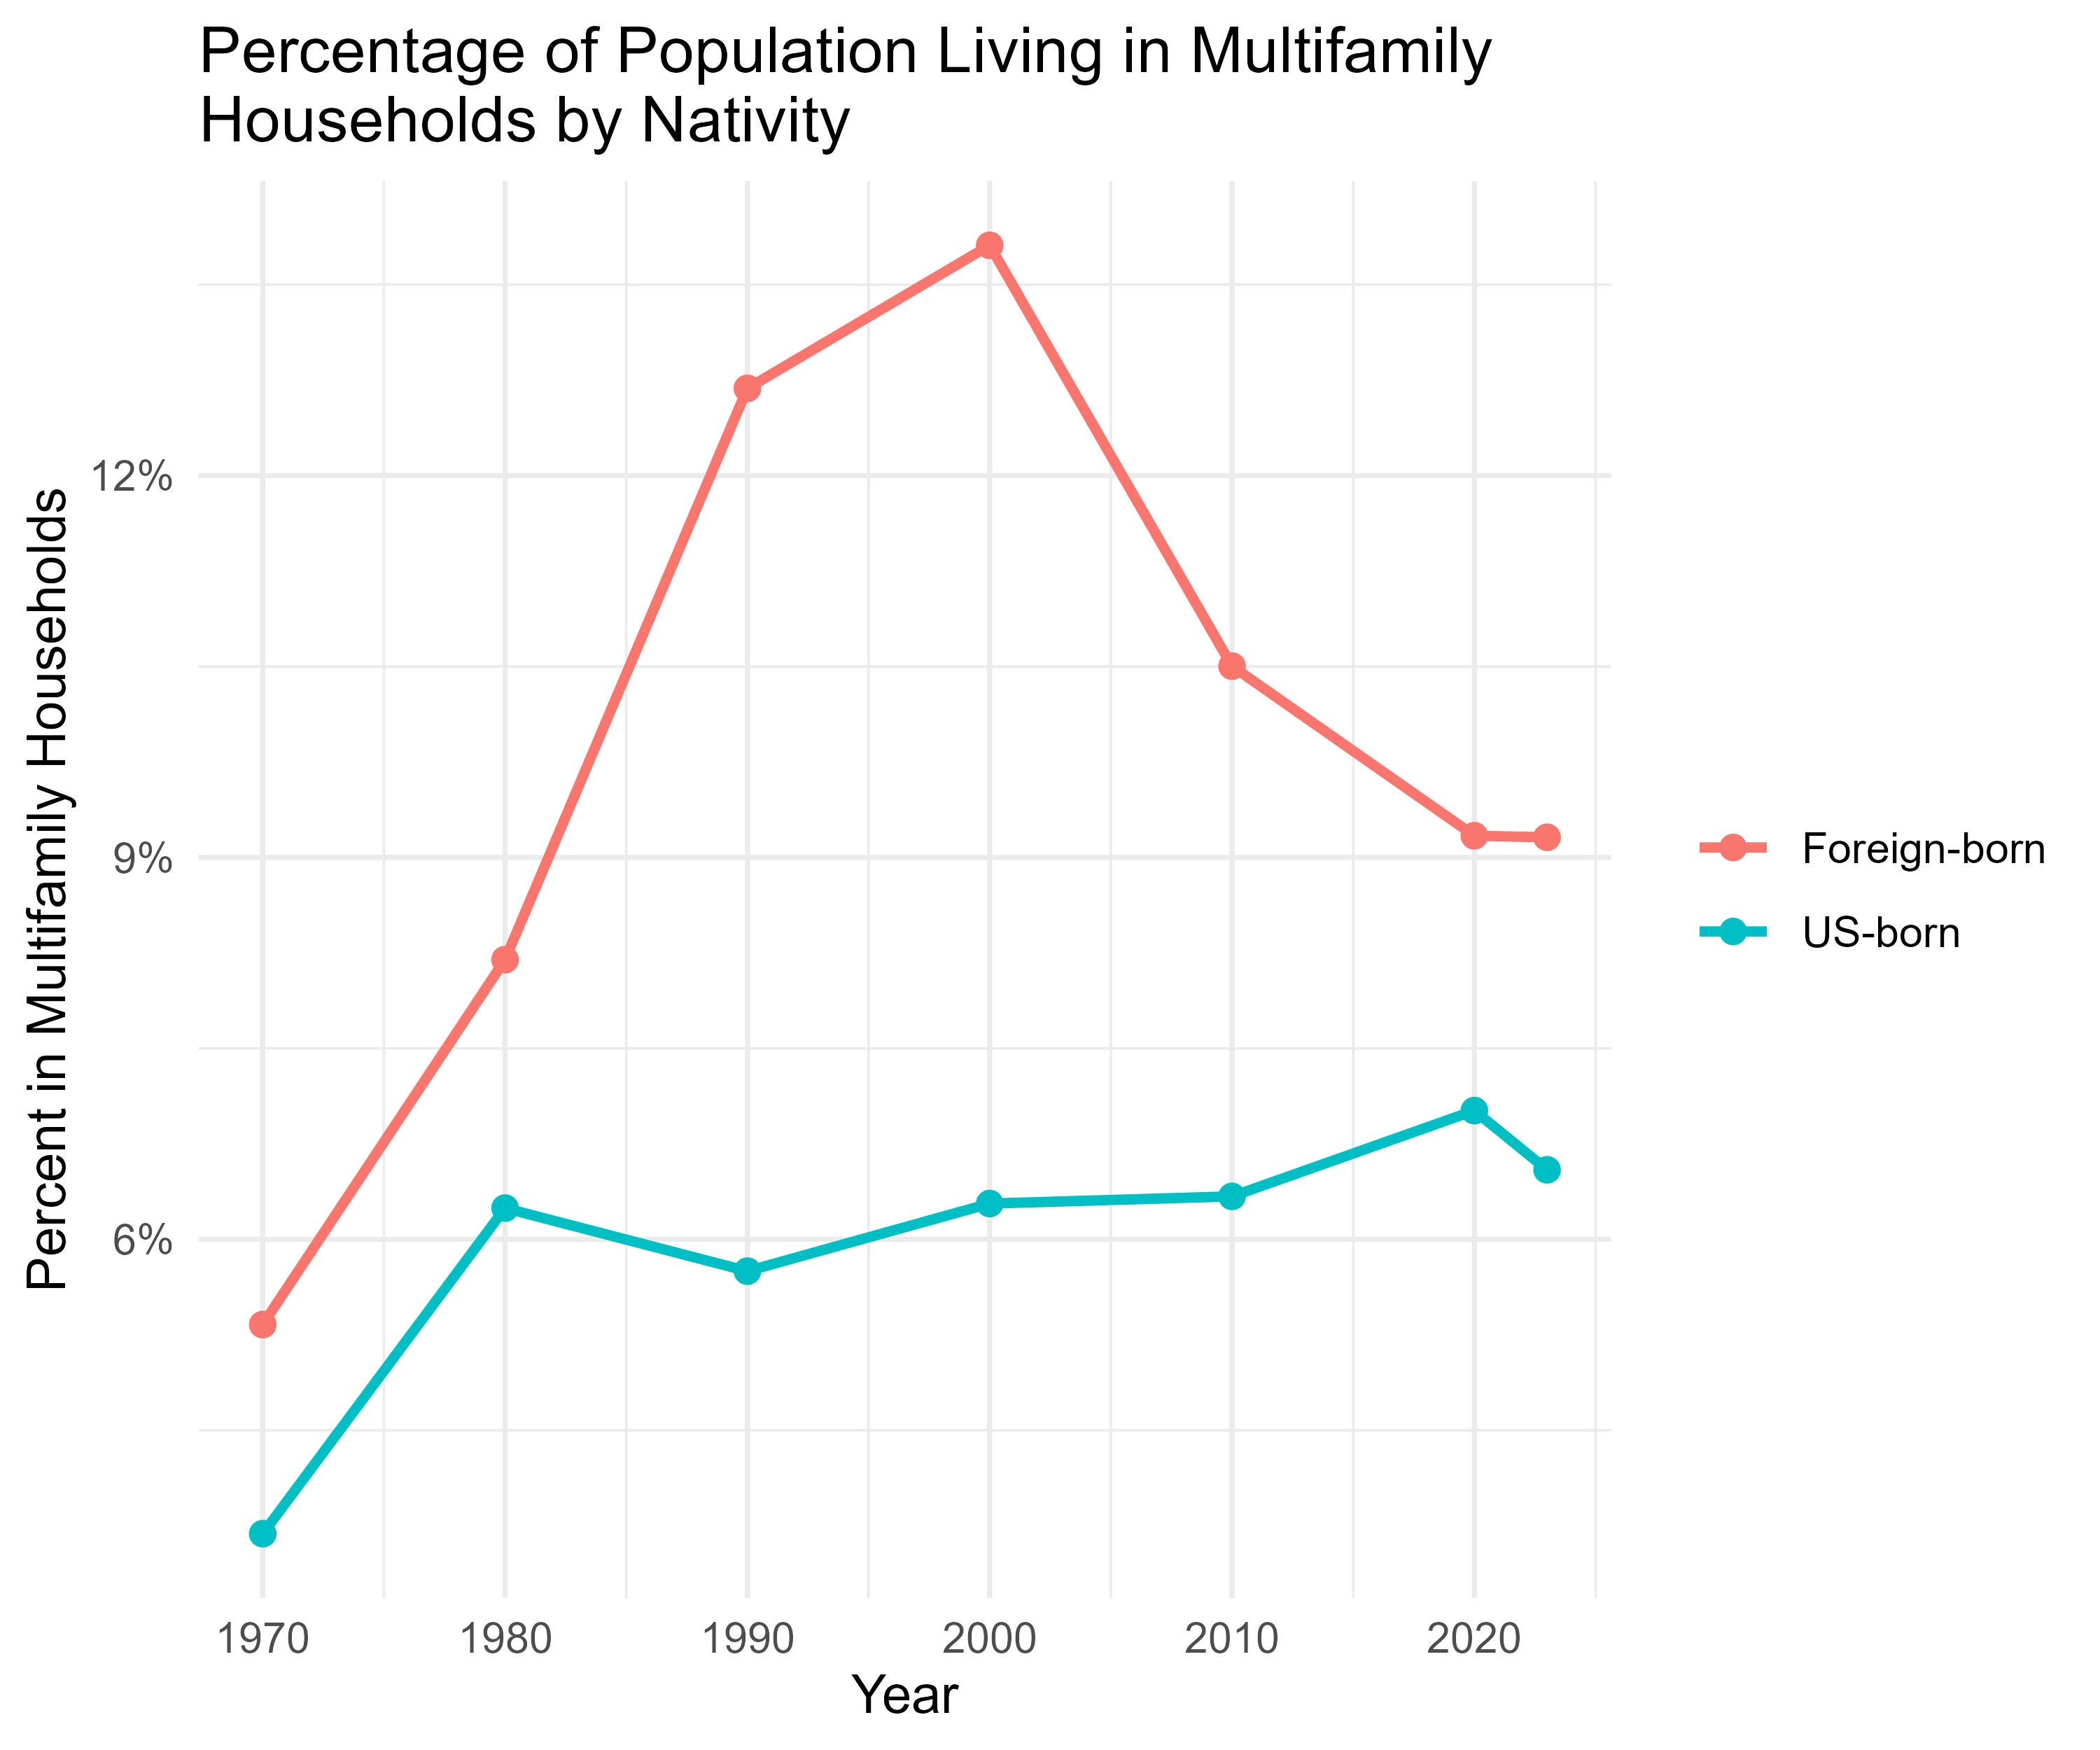 Percentage of Population Living in Multifamily
Households by Nativity
Percent in Multifamily Households
12%
9%
6%
1970
1980
1990
2000
2010
2020
Year
Foreign-born
US-born